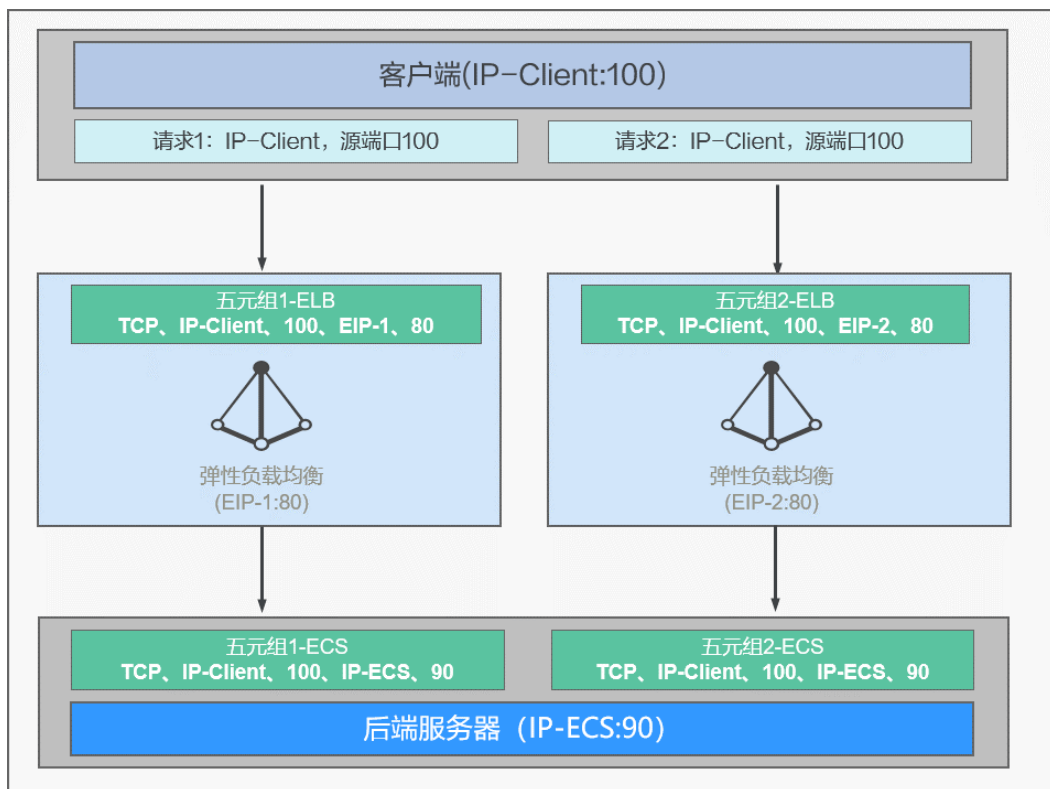 客户端(IP-Client:100)
请求1：IP-Client，源端口100
请求2：IP-Client，源端口100
五元组1-ELB
TCP、IP-Client、100、EIP-1、80
五元组2-ELB
TCP、IP-Client、100、EIP-2、80
弹性负载均衡
(EIP-1:80)
弹性负载均衡
(EIP-2:80)
五元组1-ECS
TCP、IP-Client、100、IP-ECS、90
五元组2-ECS
TCP、IP-Client、100、IP-ECS、90
后端服务器（IP-ECS:90）